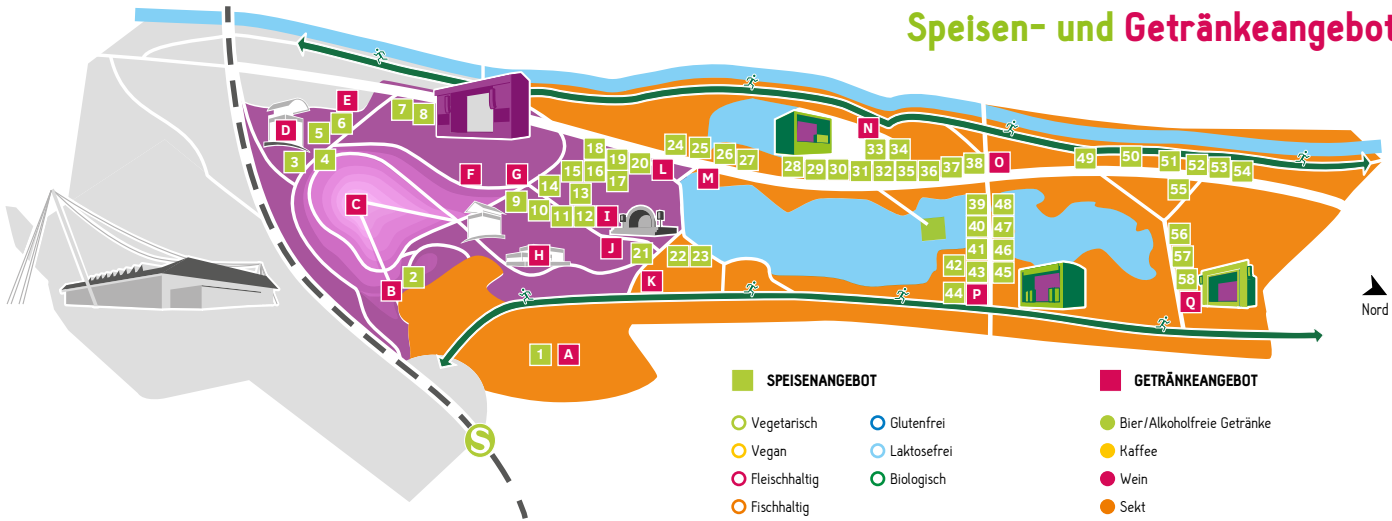 Speisen- und Getränkeangebot
E
7 8
D
5 6
3 4
N
33 34
18
24 25 26 27
15 16 19 20 L
17
M
28 29 30 31 32 35 36 37 38 O
49 50 51 52 53 54
55
F G
14 13
C
9 10 11 12 I
39 48
40 47
41 46
42 43 45
44 P
56
57
58
Q
H
J
21 22 23
K
2
B
1 A
S
Nord
SPEISENANGEBOT
Vegetarisch
Vegan
Fleischhaltig
Fischhaltig
Glutenfrei
Laktosefrei
Biologisch
GETRÄNKEANGEBOT
Bier/Alkoholfreie Getränke
Kaffee
Wein
Sekt